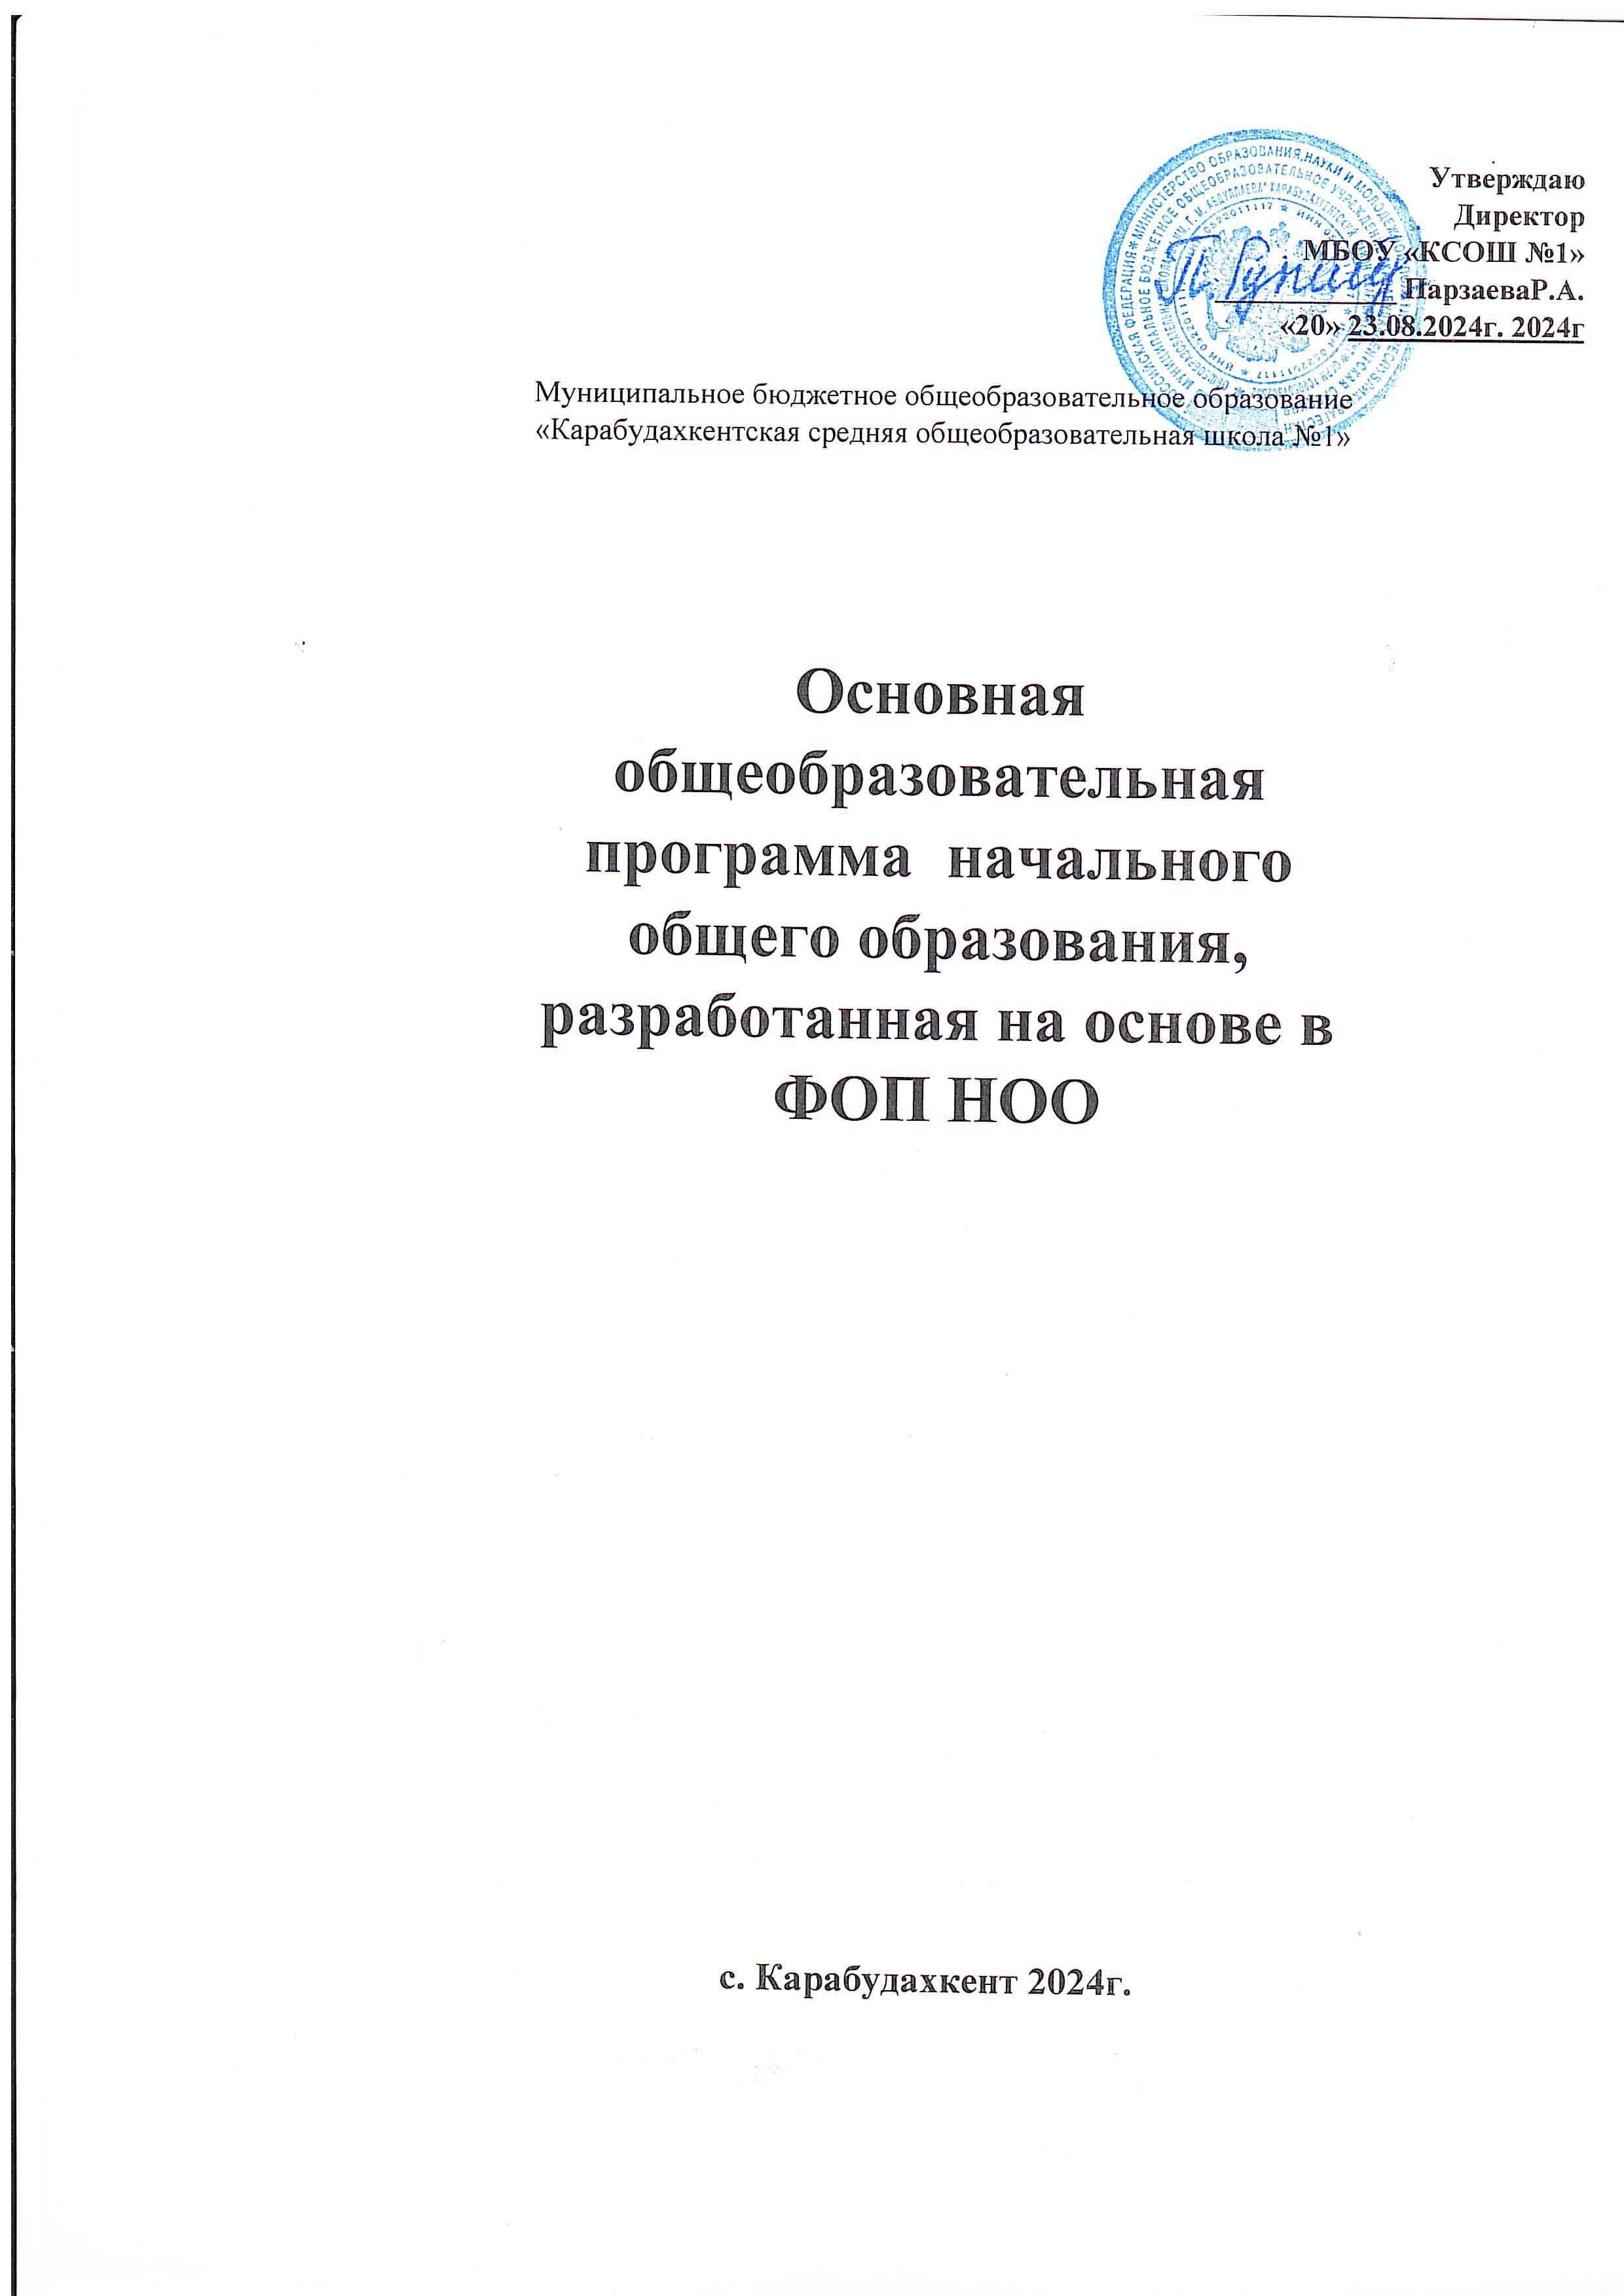 Утверждаю
Директор
МБОУ «КСОШ №1»
ПарзаеваР.А.
«20» 23.08.2024г. 2024г
Муниципальное бюджетное общеобразовательное образование
«Карабудахкентская средняя общеобразовательная школа №1»
Основная
общеобразовательная
программа начального
общего образования,
разработанная на основе в
ФОП НОО
с. Карабудахкент 2024г.